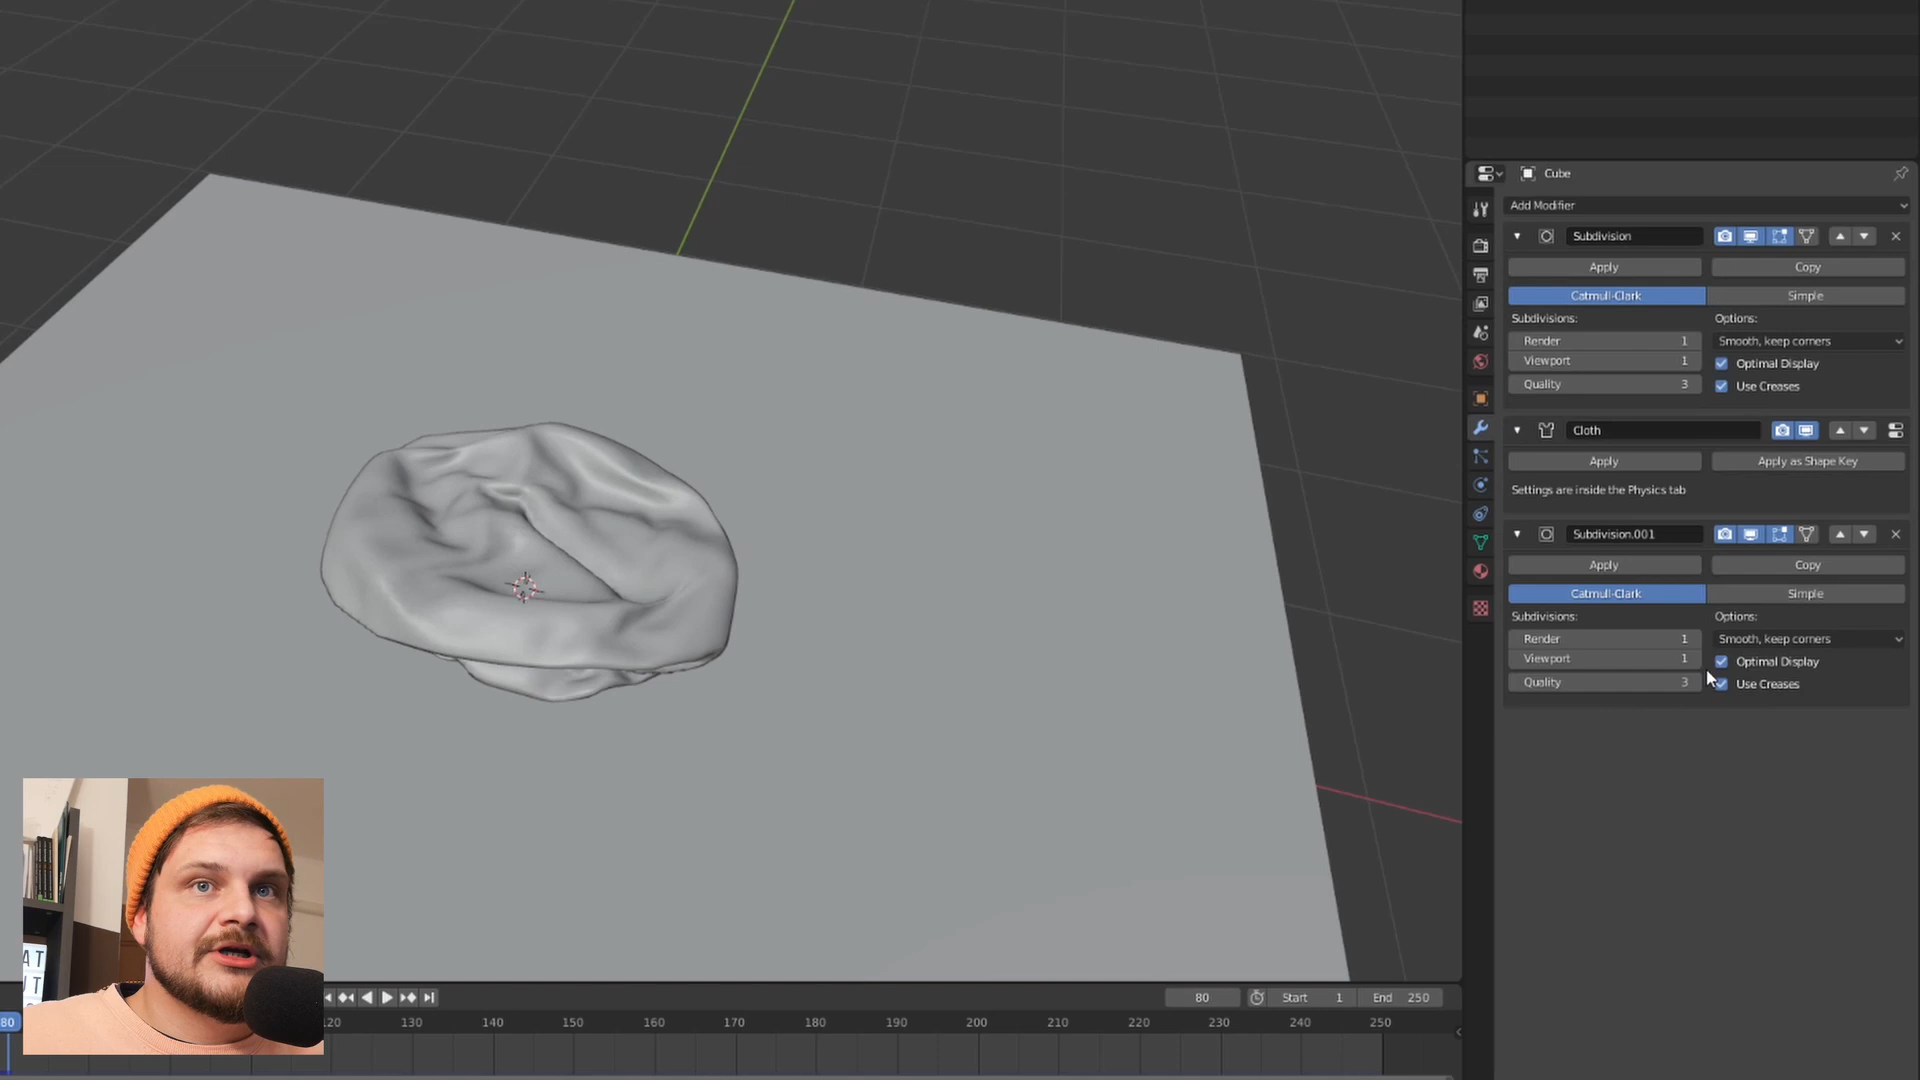 Cube
Add Modifier
Subdivision
Apply
Copy
Catmull-Clark
Simple
Subdivisions:
Options:
Render 1
Smooth, keep corners
Viewport 1
Optimal Display
Quality 3
Use Creases
Cloth
Apply
Apply as Shape Key
Settings are inside the Physics tab
Subdivision.001
Apply
Copy
Catmull-Clark
Simple
Subdivisions:
Options:
Render 1
Smooth, keep corners
Viewport 1
Optimal Display
Quality 3
Use Creases
AT
UT
80
Start 1
End 250
80 120 130 140 150 160 170 180 190 200 210 220 230 240 250